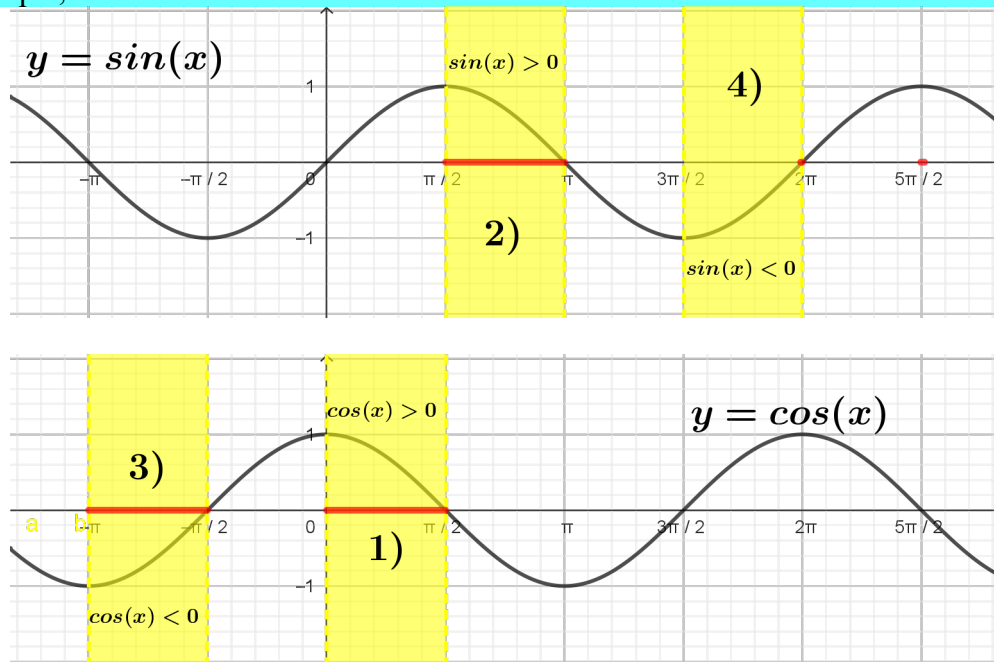 y = sin(x)
sin(x) > 0
4)
1
−π
−π / 2
0
π / 2
π
3π / 2
2π
5π / 2
2)
−1
sin(x) < 0
cos(x) > 0
y = cos(x)
1
3)
a
b
−π
−π / 2
0
π / 2
π
3π / 2
2π
5π / 2
1)
−1
cos(x) < 0